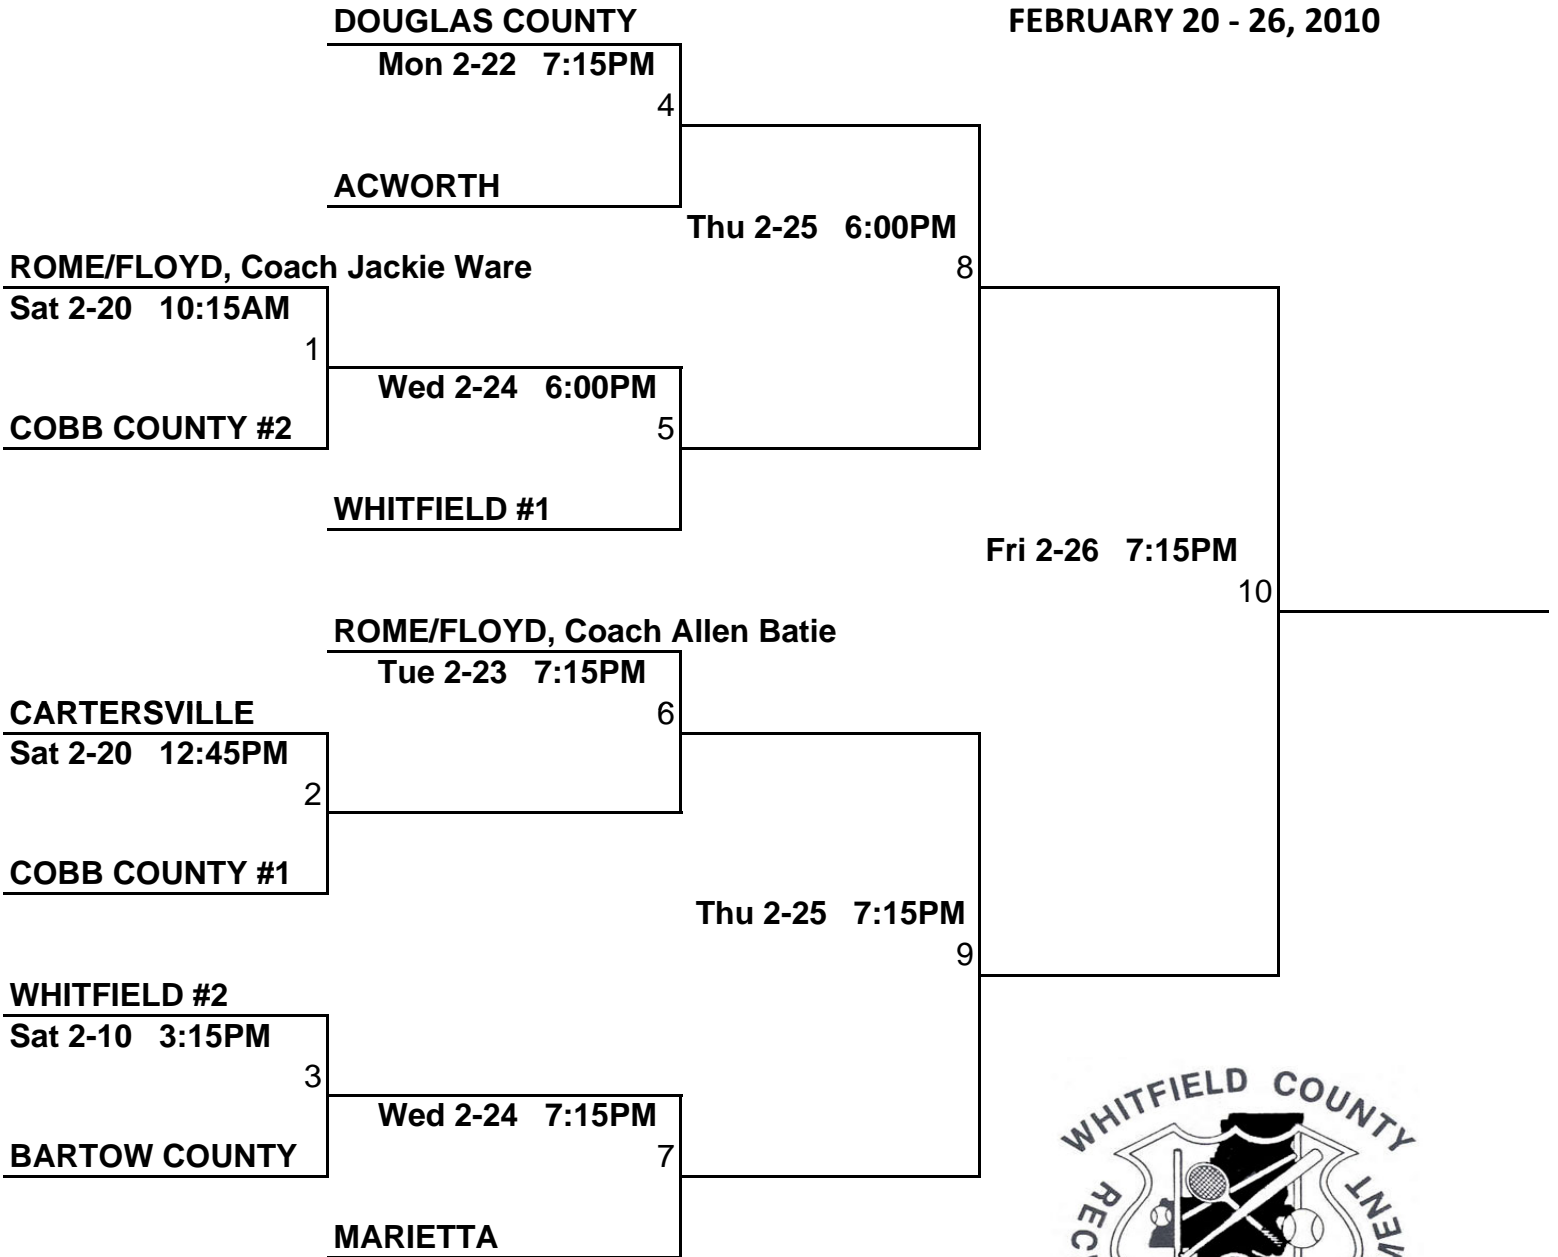 DOUGLAS COUNTY
FEBRUARY 20 - 26, 2010
Mon 2-22 7:15PM
4
ACWORTH
Thu 2-25 6:00PM
8
ROME/FLOYD, Coach Jackie Ware
Sat 2-20 10:15AM
1
Wed 2-24 6:00PM
5
COBB COUNTY #2
WHITFIELD #1
Fri 2-26 7:15PM
10
ROME/FLOYD, Coach Allen Batie
Tue 2-23 7:15PM
6
CARTERSVILLE
Sat 2-20 12:45PM
2
COBB COUNTY #1
Thu 2-25 7:15PM
9
WHITFIELD #2
Sat 2-10 3:15PM
3
Wed 2-24 7:15PM
7
BARTOW COUNTY
MARIETTA
WHITFIELD COUNTY